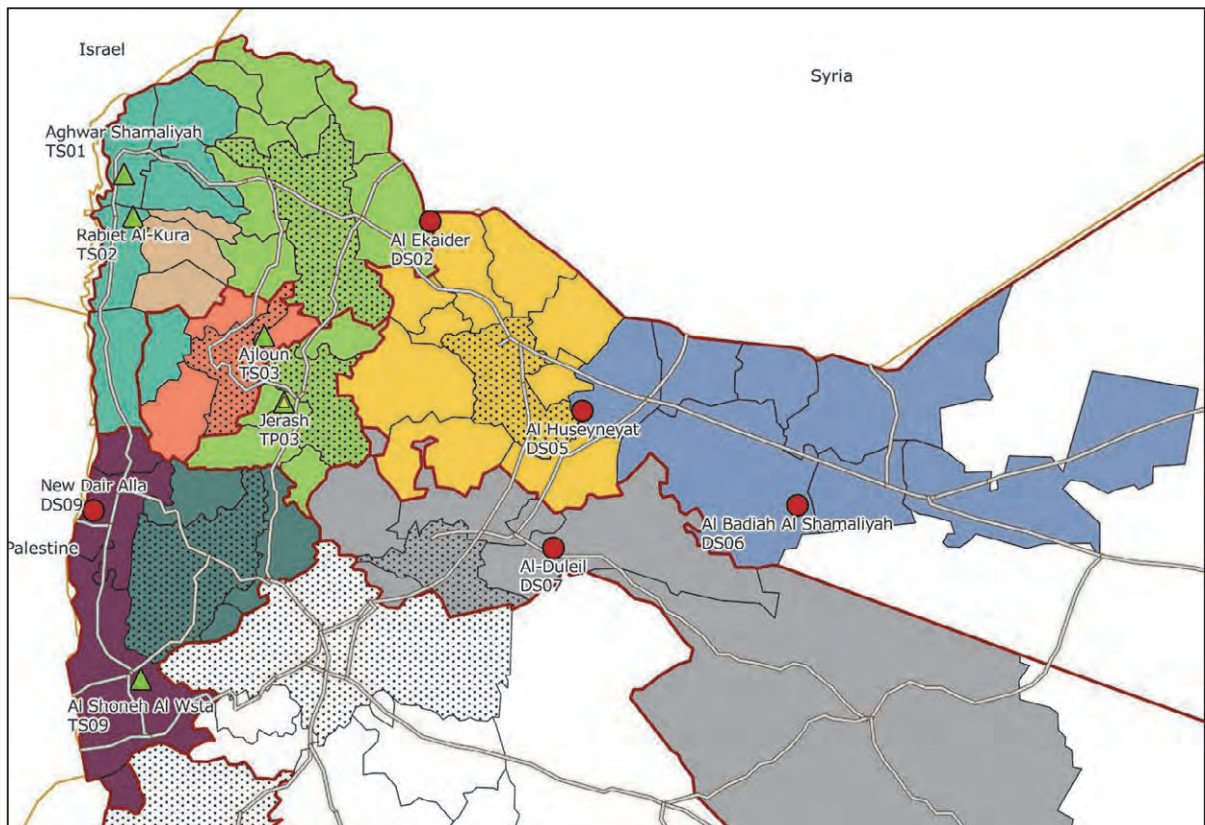 Israel
Syria
Aghwar Shamaliyah
TS01
Rabiet Al-Kura
TS02
Al Ekaider
DS02
Ajloun
TS03
Jerash
TP03
Al Huseyneyat
DS05
New Dair Alla
DS09
Al Badiah Al Shamaliyah
DS06
Palestine
Al-Duleil
DS07
Al Shoneh Al Wsta
TS09